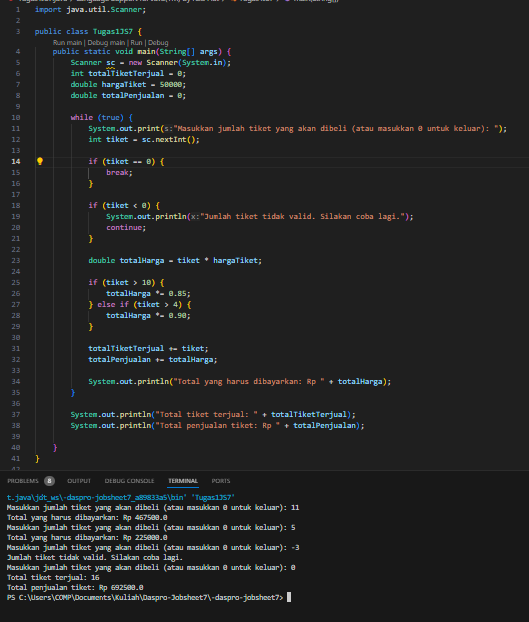 1 import java.util.Scanner;
2
3 public class Tugas1JS7 {
Run main | Debug main | Run | Debug
4 public static void main(String[] args) {
5 Scanner sc = new Scanner(System.in);
6 int totalTiketTerjual = 0;
7 double hargaTiket = 50000;
8 double totalPenjualan = 0;
9
10 while (true) {
11 System.out.print(s:"Masukkan jumlah tiket yang akan dibeli (atau masukkan 0 untuk keluar): ");
12 int tiket = sc.nextInt();
13
14 if (tiket == 0) {
15 break;
16 }
17
18 if (tiket < 0) {
19 System.out.println(x:"Jumlah tiket tidak valid. Silakan coba lagi.");
20 continue;
21 }
22
23 double totalHarga = tiket * hargaTiket;
24
25 if (tiket > 10) {
26 totalHarga *= 0.85;
27 } else if (tiket > 4) {
28 totalHarga *= 0.90;
29 }
30
31 totalTiketTerjual += tiket;
32 totalPenjualan += totalHarga;
33
34 System.out.println("Total yang harus dibayarkan: Rp " + totalHarga);
35 }
36
37 System.out.println("Total tiket terjual: " + totalTiketTerjual);
38 System.out.println("Total penjualan tiket: Rp " + totalPenjualan);
39
40 }
41 }
42
PROBLEMS 8 OUTPUT DEBUG CONSOLE TERMINAL PORTS
t.java\jdt_ws\-daspro-jobsheet7_a89833a5\bin' 'Tugas1JS7'
Masukkan jumlah tiket yang akan dibeli (atau masukkan 0 untuk keluar): 11
Total yang harus dibayarkan: Rp 467500.0
Masukkan jumlah tiket yang akan dibeli (atau masukkan 0 untuk keluar): 5
Total yang harus dibayarkan: Rp 225000.0
Masukkan jumlah tiket yang akan dibeli (atau masukkan 0 untuk keluar): -3
Jumlah tiket tidak valid. Silakan coba lagi.
Masukkan jumlah tiket yang akan dibeli (atau masukkan 0 untuk keluar): 0
Total tiket terjual: 16
Total penjualan tiket: Rp 692500.0
PS C:\Users\COMP\Documents\Kuliah\Daspro-Jobsheet7\-daspro-jobsheet7>